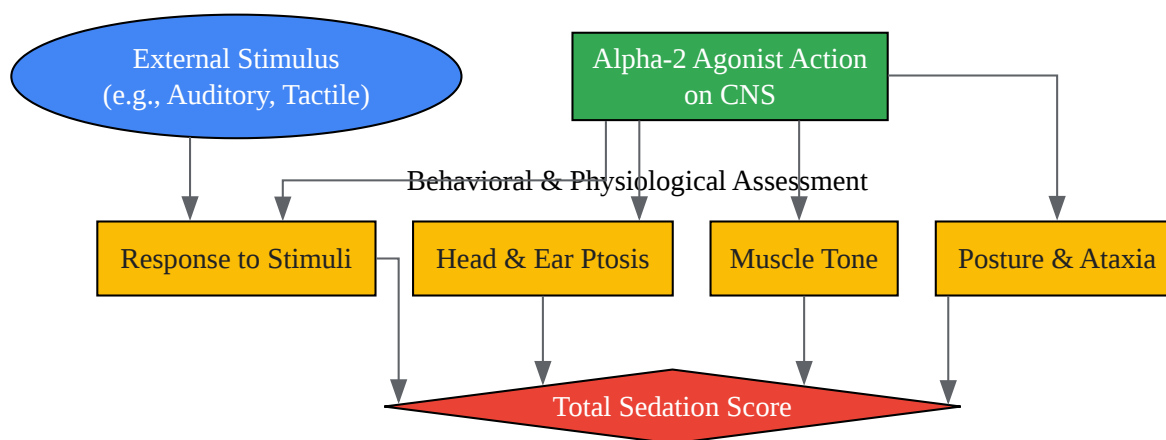 External Stimulus
(e.g., Auditory, Tactile)
Alpha-2 Agonist Action
on CNS
Behavioral & Physiological Assessment
Response to Stimuli
Head & Ear Ptosis
Muscle Tone
Posture & Ataxia
Total Sedation Score